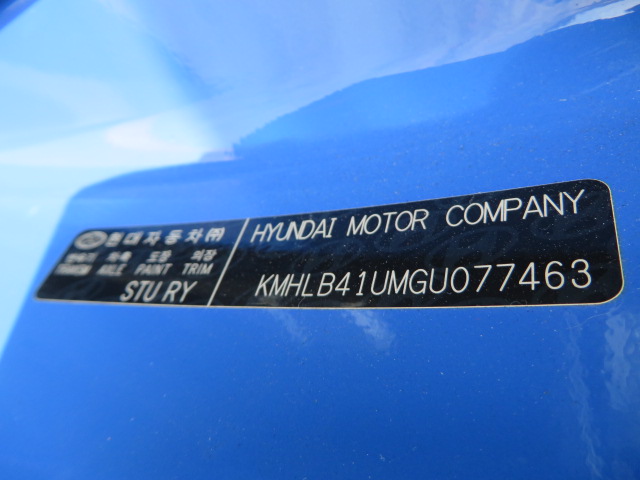 현대자동차㈜
변속기 차축 도장 의장
TRANSM AXLE PAINT TRIM
STU RY
HYUNDAI MOTOR COMPANY
KMHLB41UMGU077463